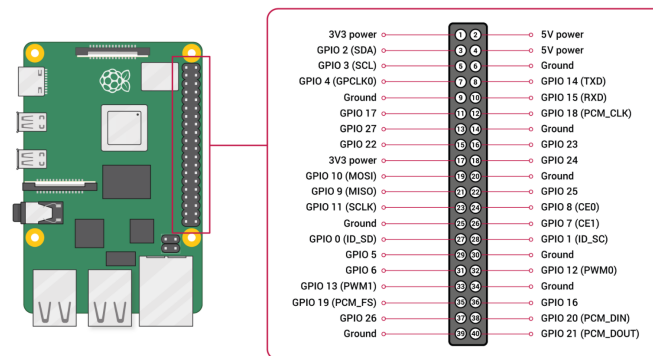 3V3 power 1 2 5V power
GPIO 2 (SDA) 3 4 5V power
GPIO 3 (SCL) 5 6 Ground
GPIO 4 (GPCLK0) 7 8 GPIO 14 (TXD)
Ground 9 10 GPIO 15 (RXD)
GPIO 17 11 12 GPIO 18 (PCM_CLK)
GPIO 27 13 14 Ground
GPIO 22 15 16 GPIO 23
3V3 power 17 18 GPIO 24
GPIO 10 (MOSI) 19 20 Ground
GPIO 9 (MISO) 21 22 GPIO 25
GPIO 11 (SCLK) 23 24 GPIO 8 (CE0)
Ground 25 26 GPIO 7 (CE1)
GPIO 0 (ID_SD) 27 28 GPIO 1 (ID_SC)
GPIO 5 29 30 Ground
GPIO 6 31 32 GPIO 12 (PWM0)
GPIO 13 (PWM1) 33 34 Ground
GPIO 19 (PCM_FS) 35 36 GPIO 16
GPIO 26 37 38 GPIO 20 (PCM_DIN)
Ground 39 40 GPIO 21 (PCM_DOUT)